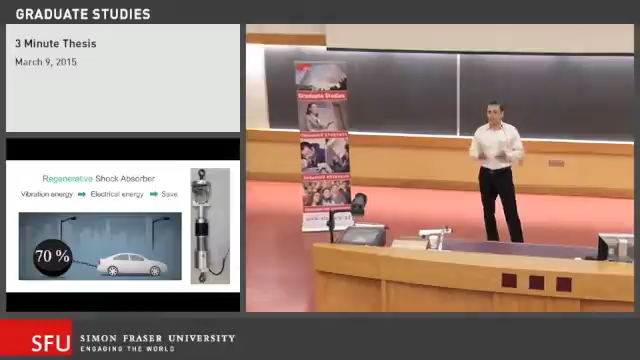 GRADUATE STUDIES
3 Minute Thesis
March 9, 2015
Regenerative Shock Absorber
Vibration energy Electrical energy Save
70 %
Graduate Studies
SFU SIMON FRASER UNIVERSITY
ENGAGING THE WORLD